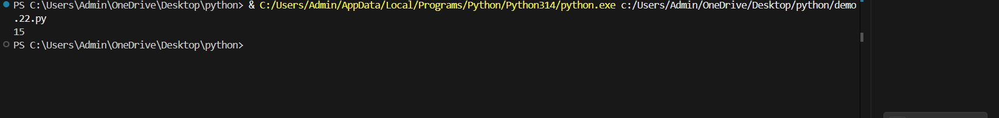 PS C:\Users\Admin\OneDrive\Desktop\python> & C:/Users/Admin/AppData/Local/Programs/Python/Python314/python.exe c:/Users/Admin/OneDrive/Desktop/python/demo
.22.py
15
PS C:\Users\Admin\OneDrive\Desktop\python>